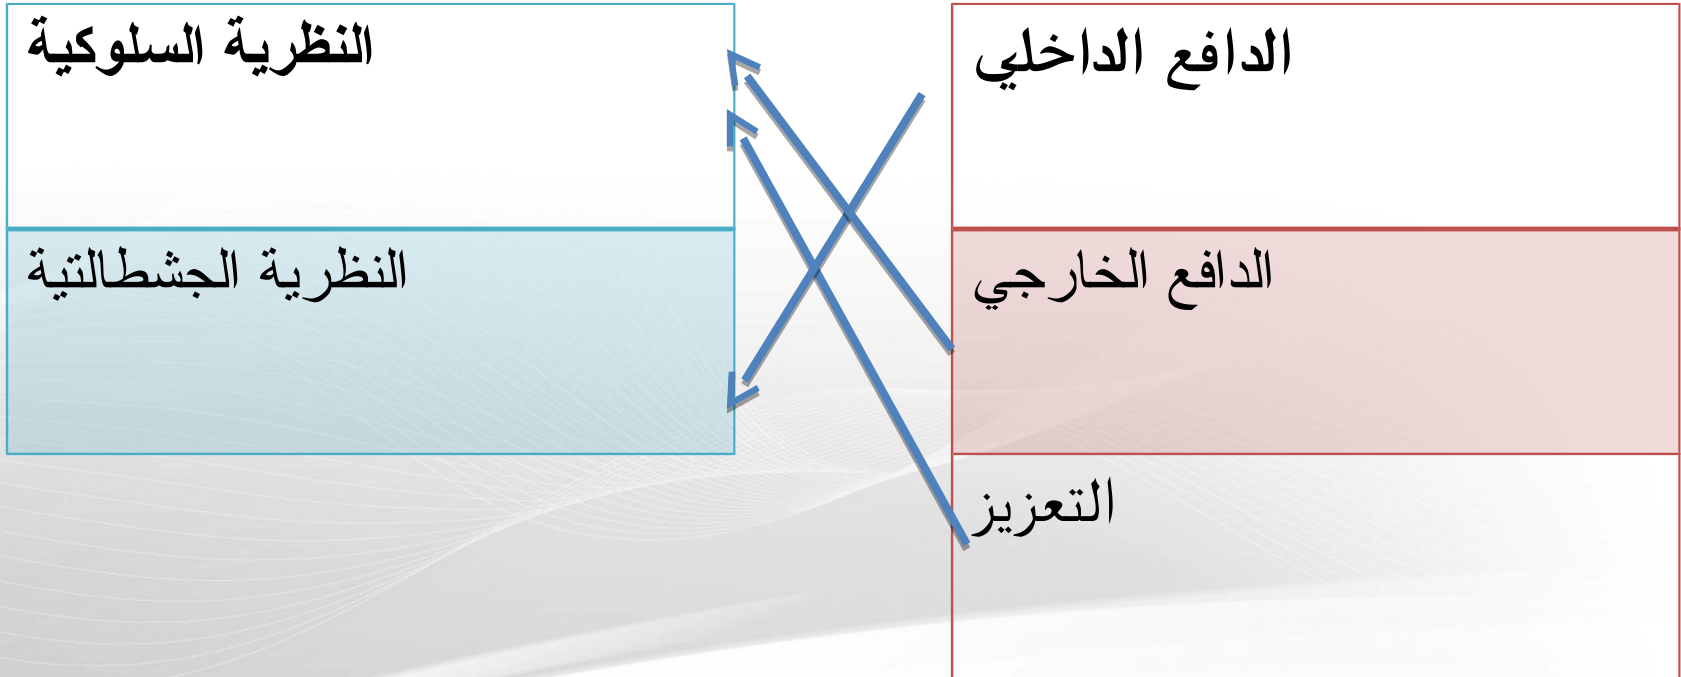 الدافع الداخلي
النظرية السلوكية
الدافع الخارجي
النظرية الجشطالتية
التعزيز